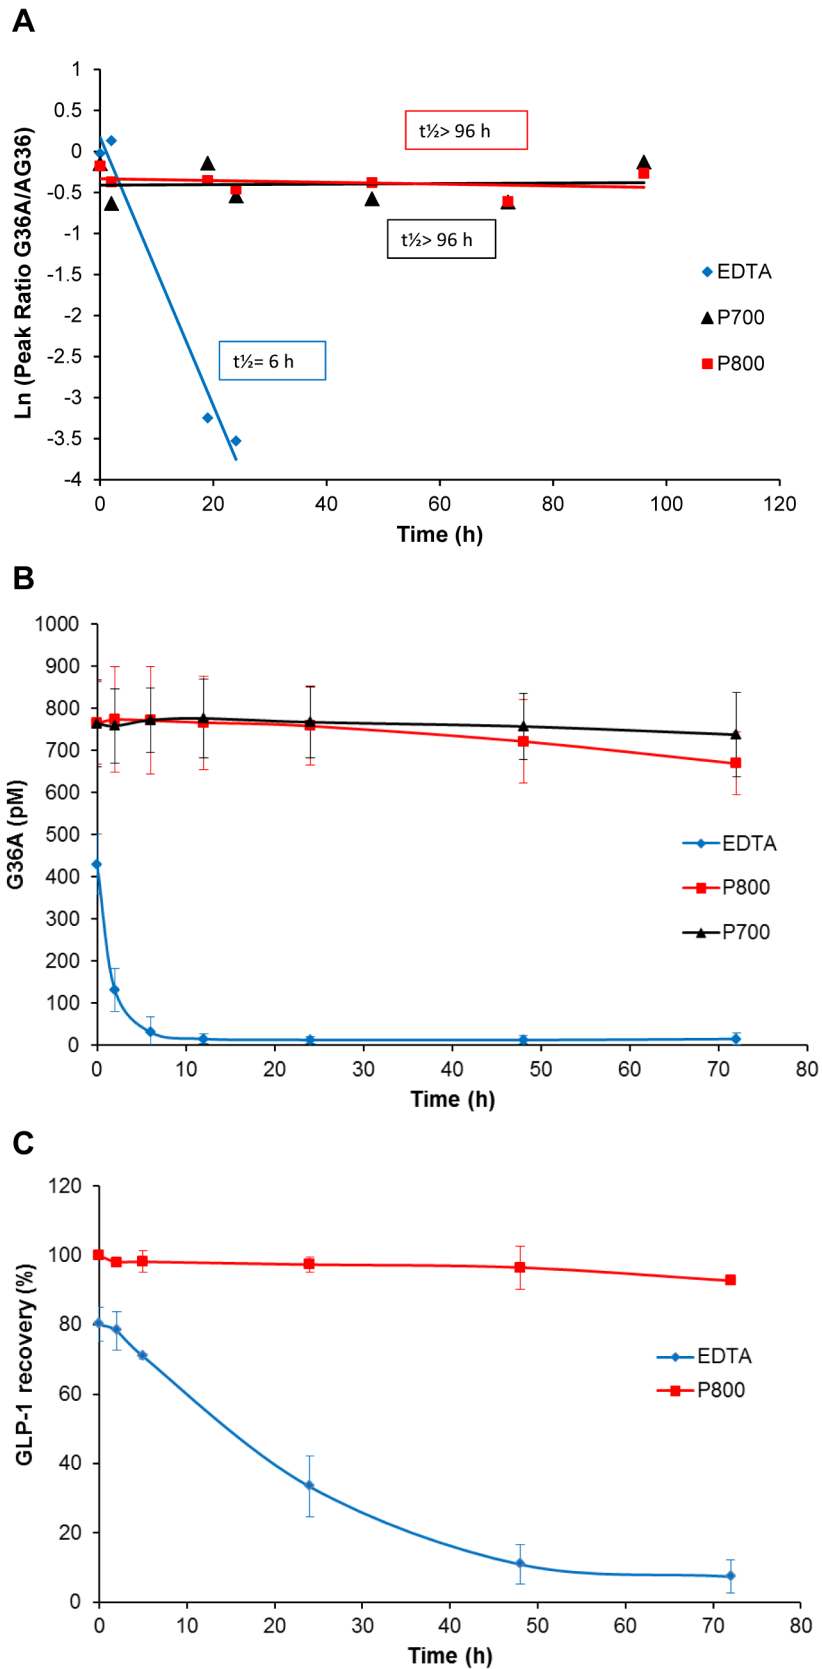 A
1
0.5
0
-0.5
-1
-1.5
-2
-2.5
-3
-3.5
-4
Ln (Peak Ratio G36A/AG36)
t½> 96 h
t½> 96 h
t½= 6 h
EDTA
P700
P800
0 20 40 60 80 100 120
Time (h)
B
1000
900
800
700
600
500
400
300
200
100
0
G36A (pM)
EDTA
P800
P700
0 10 20 30 40 50 60 70 80
Time (h)
C
120
100
80
60
40
20
0
GLP-1 recovery (%)
EDTA
P800
0 10 20 30 40 50 60 70 80
Time (h)